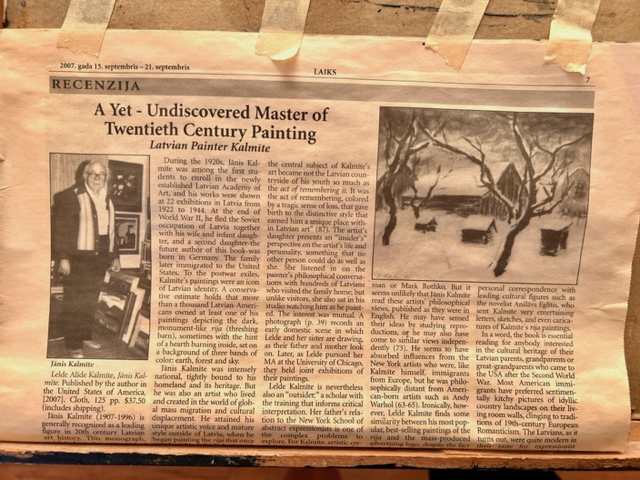 2007. gada 15. septembris – 21. septembris
LAIKS
7
RECENZIJA
A Yet - Undiscovered Master of
Twentieth Century Painting
Latvian Painter Kalmite
Jānis Kalmite
Lelde Alida Kalmite, Jānis Kal-
mite. Published by the author in
the United States of America,
[2007]. Cloth. 125 pp. $37.50
(includes shipping).
Jānis Kalmite (1907-1996) is
generally recognized as a leading
figure in 20th century Latvian
art history. This monograph,
During the 1920s, Jānis Kal-
mite was among the first stu-
dents to enroll in the newly
established Latvian Academy of
Art, and his works were shown
at 22 exhibitions in Latvia from
1922 to 1944. At the end of
World War II, he fled the Soviet
occupation of Latvia together
with his wife and infant daugh-
ter, and a second daughter-the
future author of this book-was
born in Germany. The family
later immigrated to the United
States. To the postwar exiles,
Kalmite's paintings were an icon
of Latvian identity. A conserva-
tive estimate holds that more
than a thousand Latvian-Ameri-
cans owned at least one of his
paintings depicting the dark,
monument-like rija (threshing
barn), sometimes with the hint
of a hearth burning inside, set on
a background of three bands of
color: earth, forest and sky.
Jānis Kalmite was intensely
rational, tightly bound to his
homeland and its heritage. But
he was also an artist who lived
and created in the world of glob-
al mass migration and cultural
displacement. He attained his
unique artistic voice and mature
style outside of Latvia, when he
began painting the rija that once
the central subject of Kalmite's
art became not the Latvian coun-
tryside of his youth so much as
the act of remembering it. It was
the act of remembering, colored
by a tragic sense of loss, that gave
birth to the distinctive style that
earned him a unique place with-
in Latvian art" (87). The artist's
daughter presents an "insider's"
perspective on the artist's life and
personality, something that no
other person could do as well as
she. She listened in on the
painter's philosophical conversa-
tions with hundreds of Latvians
who visited the family home; but
unlike visitors, she also sat in his
studio watching him as he paint-
ed. The interest was mutual. A
photograph (p. 39) records an
early domestic scene in which
Lelde and her sister are drawing,
as their father and mother look
on. Later, as Lelde pursued her
MA at the University of Chicago,
they held joint exhibitions of
their paintings.
Lelde Kalmite is nevertheless
also an "outsider," a scholar with
the training that informs critical
interpretation. Her father's rela-
tion to the New York School of
abstract expressionism is one of
the complex problems to
explore. For Kalmite, artistic cre-
man or Mark Rothko. But it
seems unlikely that Jānis Kalmite
read these artists' philosophical
views, published as they were in
English. He may have sensed
their ideas by studying repro-
ductions, or he may also have
come to similar views indepen-
dently (73). He seems to have
absorbed influences from the
New York artists who were, like
Kalmite himself, immigrants
from Europe, but he was philo-
sophically distant from Ameri-
can-born artists such as Andy
Warhol (63-65). Ironically, how-
ever, Lelde Kalmite finds some
similarity between his most pop-
ular, best-selling paintings of the
rija and the mass-produced
personal correspondence with
leading cultural figures such as
the novelist Anšlavs Eglītis, who
sent Kalmite very entertaining
letters, sketches, and even carica-
tures of Kalmite's rija paintings.
In a word, the book is essential
reading for anyone interested
in the cultural heritage of their
Latvian parents, grandparents or
great-grandparents who came to
the USA after the Second World
War. Most American immi-
grants have preferred sentimen-
tally kitschy pictures of idyllic
country landscapes on their liv-
ing room walls, clinging to tradi-
tions of 19th-century European
Romanticism. The Latvians, as it
turns out, were quite modern in